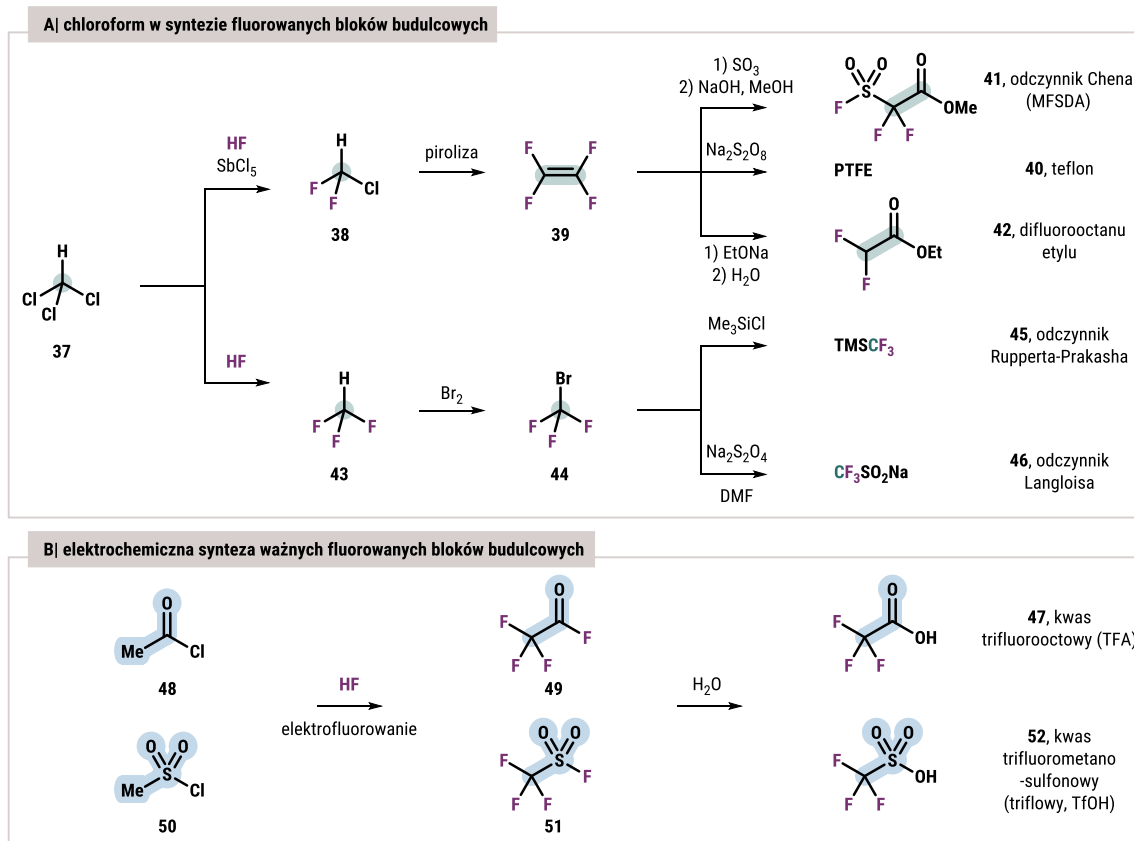 A| chloroform w syntezie fluorowanych bloków budulcowych
H
Cl
Cl
Cl
37
HF
SbCl5
H
F
F
Cl
38
piroliza
F
F
F
F
39
1) SO3
2) NaOH, MeOH
O
O
S
F
O
OMe
F
F
41, odczynnik Chena
(MFSDA)
Na2S2O8
PTFE
40, teflon
1) EtONa
2) H2O
F
F
O
OEt
42, difluorooctanu
etylu
HF
H
F
F
F
43
Br2
Br
F
F
F
44
Me3SiCl
TMSCF3
45, odczynnik
Rupperta-Prakasha
Na2S2O4
DMF
CF3SO2Na
46, odczynnik
Langloisa
B| elektrochemiczna synteza ważnych fluorowanych bloków budulcowych
O
Me
Cl
48
O
O
S
Me
Cl
50
HF
elektrofluorowanie
O
F
F
F
F
49
O
O
S
F
F
F
F
51
H2O
O
F
F
F
OH
47, kwas
trifluorooctowy (TFA)
O
O
S
F
F
F
OH
52, kwas
trifluorometano
-sulfonowy
(triflowy, TfOH)